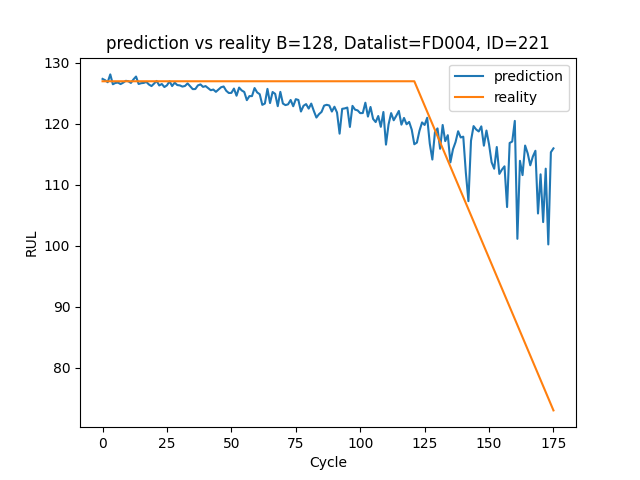 prediction vs reality B=128, Datalist=FD004, ID=221
prediction
reality
RUL
130
120
110
100
90
80
0 25 50 75 100 125 150 175
Cycle